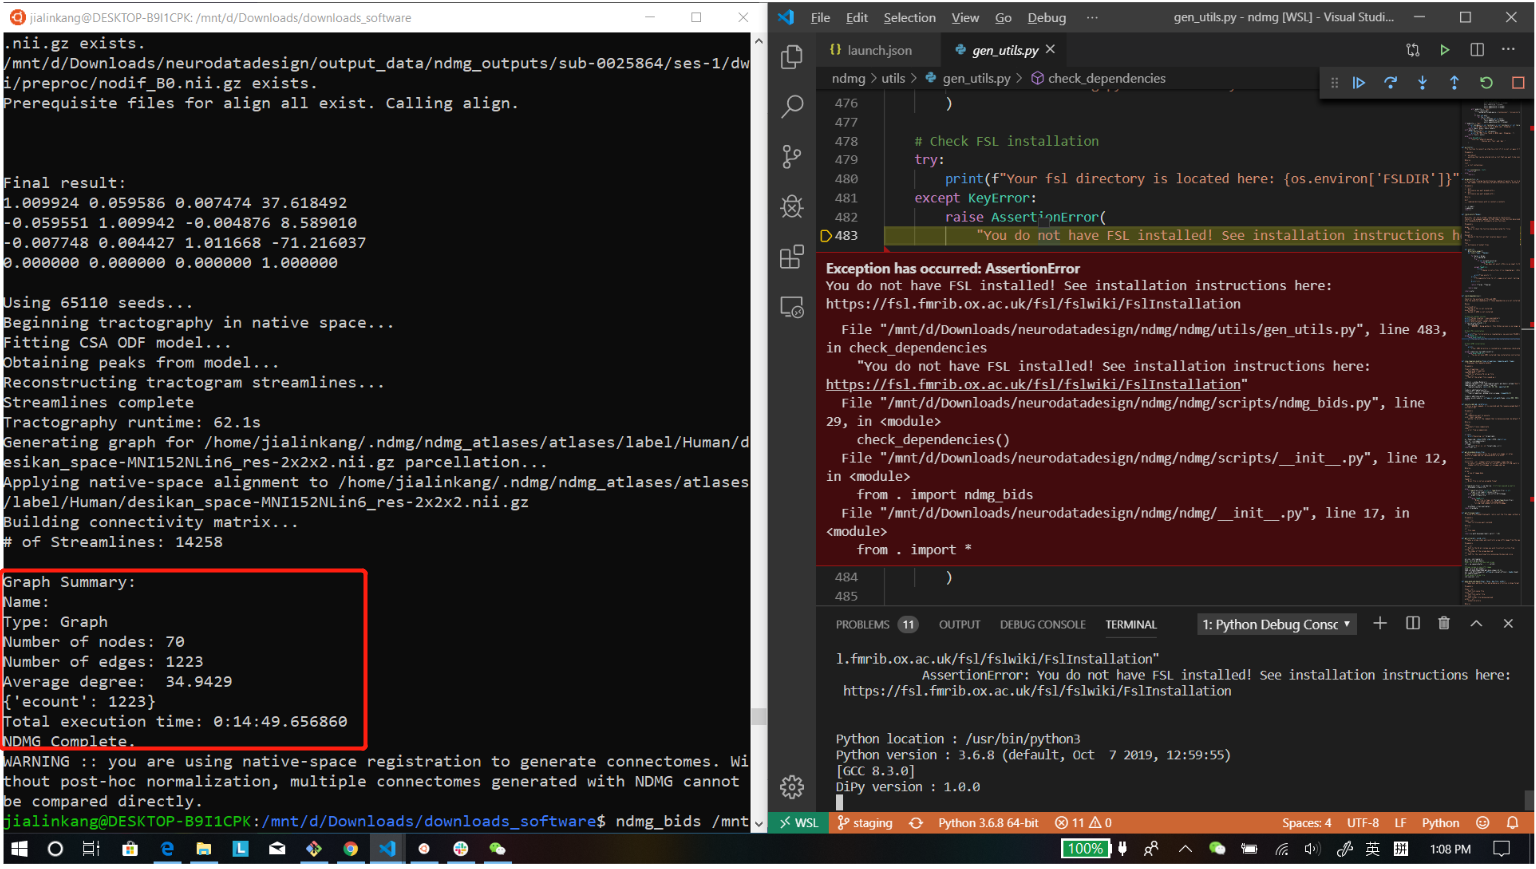 jialinkang@DESKTOP-B9I1CPK: /mnt/d/Downloads/downloads_software
.nii.gz exists.
/mnt/d/Downloads/neurodatadesign/output_data/ndmg_outputs/sub-0025864/ses-1/dw
i/preproc/nodif_B0.nii.gz exists.
Prerequisite files for align all exist. Calling align.
Final result:
1.009924 0.059586 0.007474 37.618492
-0.059551 1.009942 -0.004876 8.589010
-0.007748 0.004427 1.011668 -71.216037
0.000000 0.000000 0.000000 1.000000
Using 65110 seeds...
Beginning tractography in native space...
Fitting CSA ODF model...
Obtaining peaks from model...
Reconstructing tractogram streamlines...
Streamlines complete
Tractography runtime: 62.1s
Generating graph for /home/jialinkang/.ndmg/ndmg_atlases/atlases/label/Human/d
esikan_space-MNI152NLin6_res-2x2x2.nii.gz parcellation...
Applying native-space alignment to /home/jialinkang/.ndmg/ndmg_atlases/atlases
/label/Human/desikan_space-MNI152NLin6_res-2x2x2.nii.gz
Building connectivity matrix...
# of Streamlines: 14258
Graph Summary:
Name:
Type: Graph
Number of nodes: 70
Number of edges: 1223
Average degree:  34.9429
{'ecount': 1223}
Total execution time: 0:14:49.656860
NDMG Complete.
WARNING :: you are using native-space registration to generate connectomes. Wi
thout post-hoc normalization, multiple connectomes generated with NDMG cannot
be compared directly.
jialinkang@DESKTOP-B9I1CPK:/mnt/d/Downloads/downloads_software$ ndmg_bids /mnt
File Edit Selection View Go Debug ··· gen_utils.py - ndmg [WSL] - Visual Studi...
{} launch.json gen_utils.py
ndmg > utils > gen_utils.py > check_dependencies
476 )
477
478 # Check FSL installation
479 try:
480 print(f"Your fsl directory is located here: {os.environ['FSLDIR']}"
481 except KeyError:
482 raise AssertionError(
483 "You do not have FSL installed! See installation instructions h
Exception has occurred: AssertionError
You do not have FSL installed! See installation instructions here:
https://fsl.fmrib.ox.ac.uk/fsl/fslwiki/FslInstallation
File "/mnt/d/Downloads/neurodatadesign/ndmg/ndmg/utils/gen_utils.py", line 483,
in check_dependencies
"You do not have FSL installed! See installation instructions here:
https://fsl.fmrib.ox.ac.uk/fsl/fslwiki/FslInstallation"
File "/mnt/d/Downloads/neurodatadesign/ndmg/ndmg/scripts/ndmg_bids.py", line
29, in <module>
check_dependencies()
File "/mnt/d/Downloads/neurodatadesign/ndmg/ndmg/scripts/__init__.py", line 12,
in <module>
from . import ndmg_bids
File "/mnt/d/Downloads/neurodatadesign/ndmg/ndmg/__init__.py", line 17, in
<module>
from . import *
484 )
485
PROBLEMS 11 OUTPUT DEBUG CONSOLE TERMINAL 1: Python Debug Consc
l.fmrib.ox.ac.uk/fsl/fslwiki/FslInstallation"
AssertionError: You do not have FSL installed! See installation instructions here:
https://fsl.fmrib.ox.ac.uk/fsl/fslwiki/FslInstallation
Python location : /usr/bin/python3
Python version : 3.6.8 (default, Oct  7 2019, 12:59:55)
[GCC 8.3.0]
DiPy version : 1.0.0
WSL staging Python 3.6.8 64-bit 11 0 Spaces: 4 UTF-8 LF Python
100% 英 拼 1:08 PM